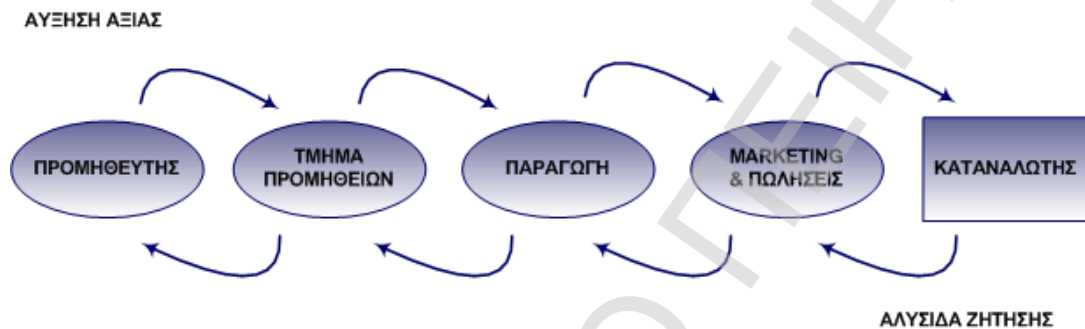 ΑΥΞΗΣΗ ΑΞΙΑΣ
ΠΡΟΜΗΘΕΥΤΗΣ
ΤΜΗΜΑ
ΠΡΟΜΗΘΕΙΩΝ
ΠΑΡΑΓΩΓΗ
MARKETING
& ΠΩΛΗΣΕΙΣ
ΚΑΤΑΝΑΛΩΤΗΣ
ΑΛΥΣΙΔΑ ΖΗΤΗΣΗΣ